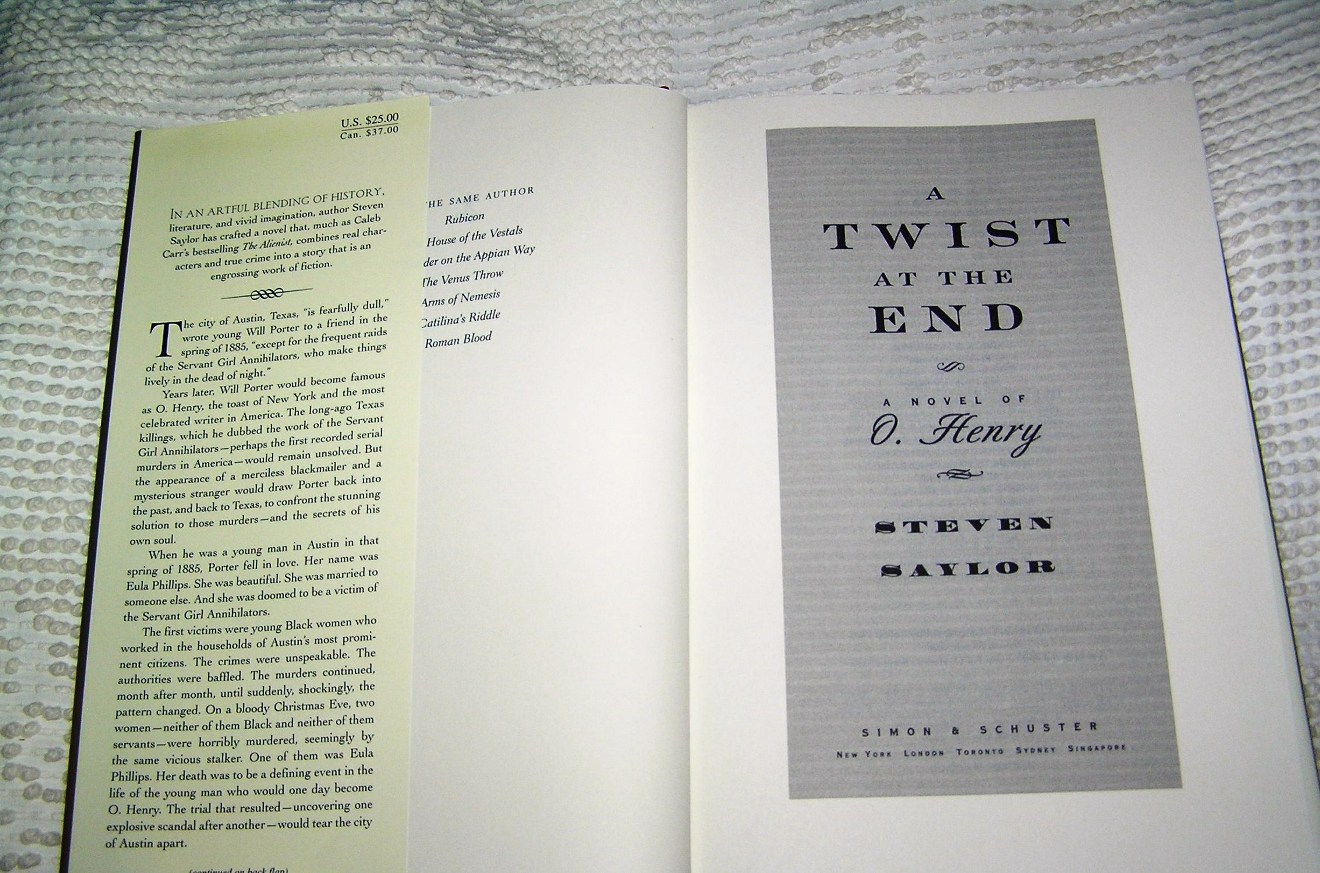 U.S. $25.00
Can. $37.00
IN AN ARTFUL BLENDING OF HISTORY,
literature, and vivid imagination, author Steven
Saylor has crafted a novel that, much as Caleb
Carr's bestselling The Alienist, combines real char-
acters and true crime into a story that is an
engrossing work of fiction.
The city of Austin, Texas, "is fearfully dull,"
wrote young Will Porter to a friend in the
spring of 1885, "except for the frequent raids
of the Servant Girl Annihilators, who make things
lively in the dead of night."
Years later, Will Porter would become famous
as O. Henry, the toast of New York and the most
celebrated writer in America. The long-ago Texas
killings, which he dubbed the work of the Servant
Girl Annihilators—perhaps the first recorded serial
murders in America—would remain unsolved. But
the appearance of a merciless blackmailer and a
mysterious stranger would draw Porter back into
the past, and back to Texas, to confront the stunning
solution to those murders—and the secrets of his
own soul.
When he was a young man in Austin in that
spring of 1885, Porter fell in love. Her name was
Eula Phillips. She was beautiful. She was married to
someone else. And she was doomed to be a victim of
the Servant Girl Annihilators.
The first victims were young Black women who
worked in the households of Austin's most promi-
nent citizens. The crimes were unspeakable. The
authorities were baffled. The murders continued,
month after month, until suddenly, shockingly, the
pattern changed. On a bloody Christmas Eve, two
women—neither of them Black and neither of them
servants—were horribly murdered, seemingly by
the same vicious stalker. One of them was Eula
Phillips. Her death was to be a defining event in the
life of the young man who would one day become
O. Henry. The trial that resulted—uncovering one
explosive scandal after another—would tear the city
of Austin apart.
(continued on back flap)
HE SAME AUTHOR
Rubicon
House of the Vestals
der on the Appian Way
The Venus Throw
Arms of Nemesis
Catilina's Riddle
Roman Blood
A
TWIST
AT THE
END
A NOVEL OF
O. Henry
STEVEN
SAYLOR
SIMON & SCHUSTER
NEW YORK LONDON TORONTO SYDNEY SINGAPORE